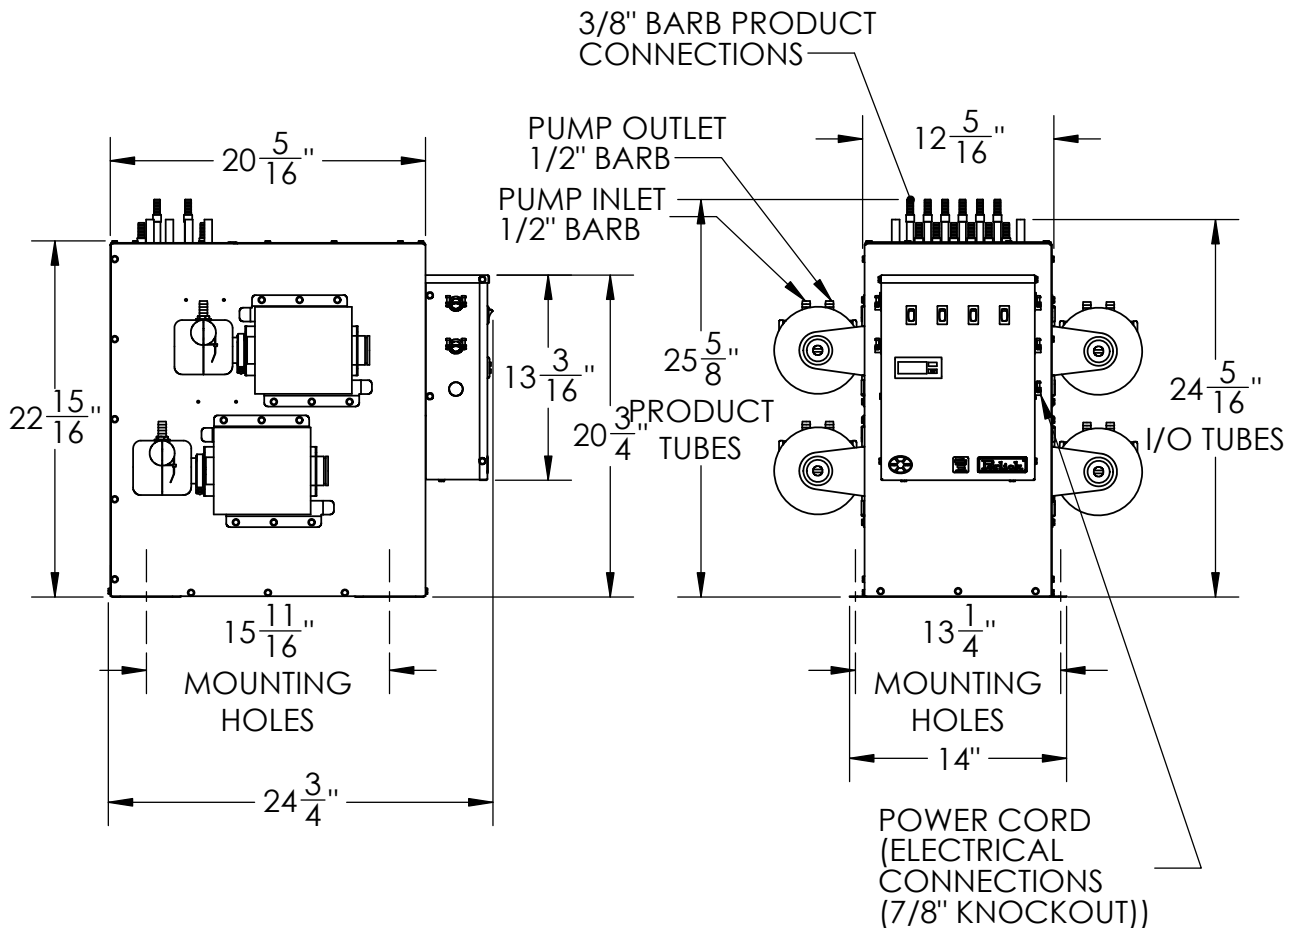 3/8" BARB PRODUCT
CONNECTIONS
PUMP OUTLET
1/2" BARB
PUMP INLET
1/2" BARB
20 5/16"
12 5/16"
22 15/16"
13 3/16"
20 3/4"
25 5/8"
PRODUCT
TUBES
24 5/16"
I/O TUBES
15 11/16"
MOUNTING
HOLES
13 1/4"
MOUNTING
HOLES
14"
24 3/4"
POWER CORD
(ELECTRICAL
CONNECTIONS
(7/8" KNOCKOUT))